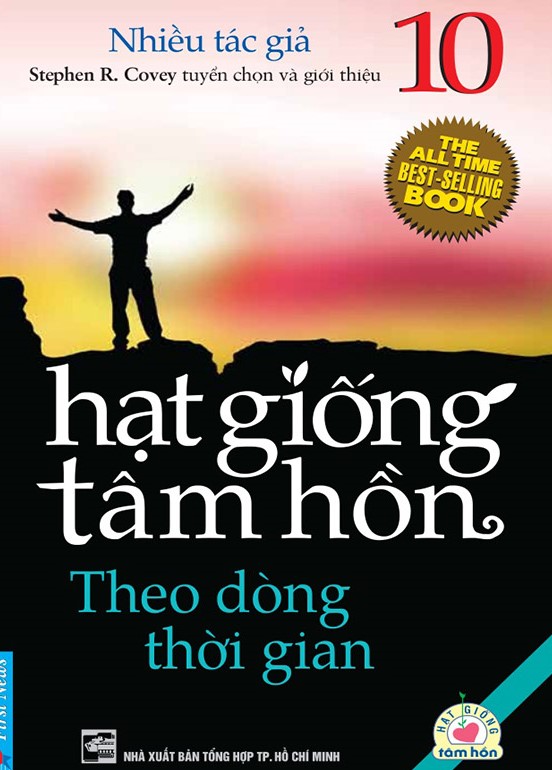 Nhiều tác giả
Stephen R. Covey tuyển chọn và giới thiệu
10
THE
ALL TIME
BEST-SELLING
BOOK
hạt giống
tâm hồn
Theo dòng
thời gian
First News
NHÀ XUẤT BẢN TỔNG HỢP TP. HỒ CHÍ MINH
HẠT GIỐNG
tâm hồn